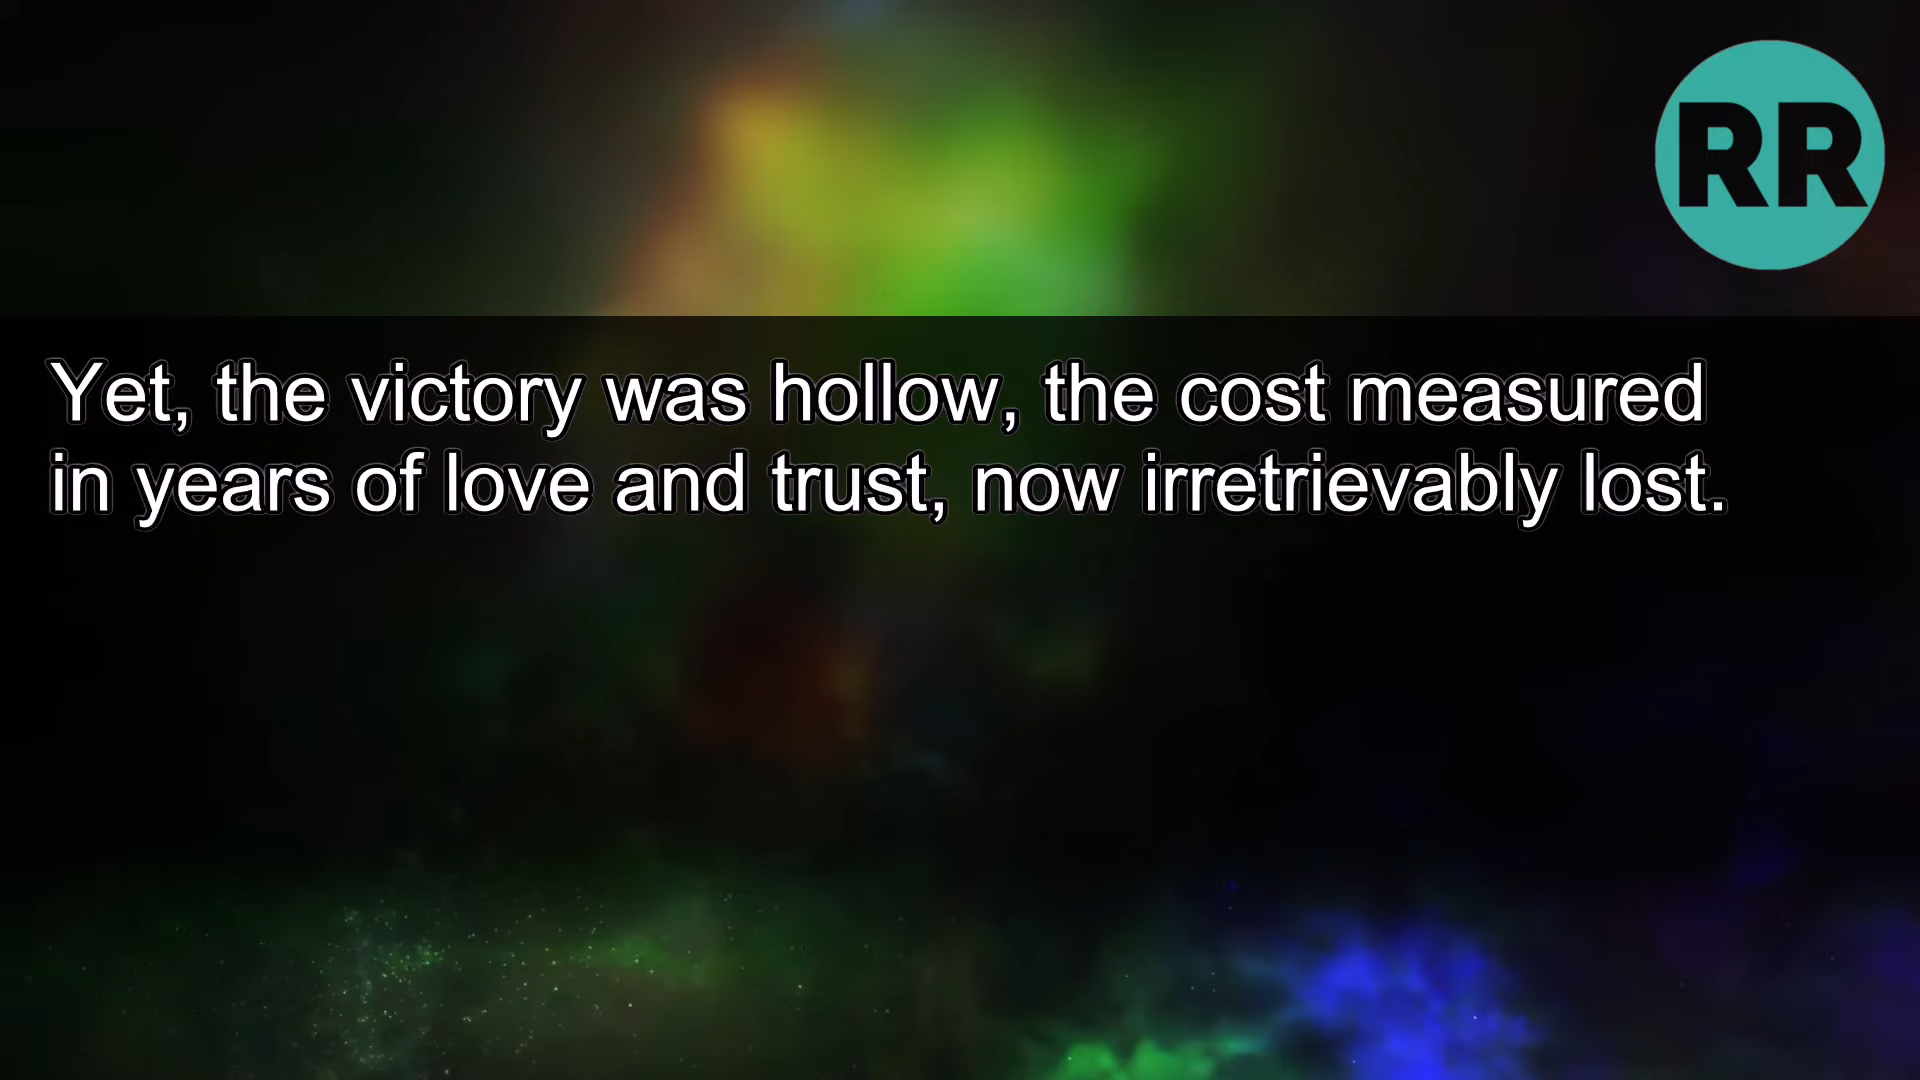 RR
Yet, the victory was hollow, the cost measured
in years of love and trust, now irretrievably lost.